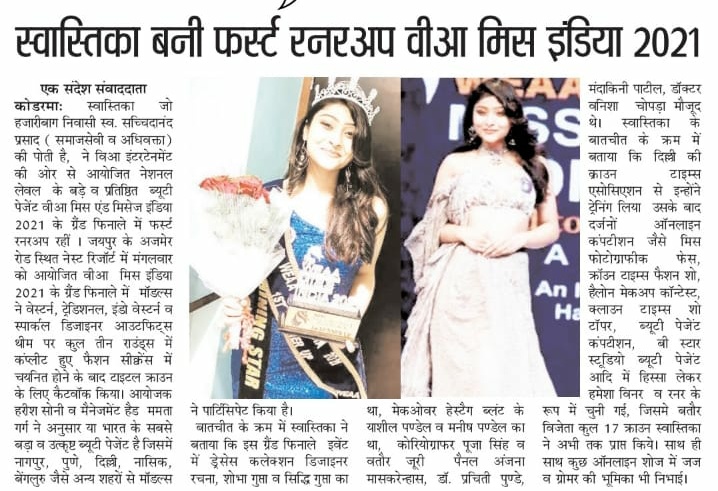 स्वास्तिका बनी फर्स्ट रनरअप वीआ मिस इंडिया 2021
एक संदेश संवाददाता
कोडरमाः स्वास्तिका जो
हजारीबाग निवासी स्व. सच्चिदानंद
प्रसाद ( समाजसेवी व अधिवक्ता)
की पोती है, ने विआ इंटरटेनमेंट
की ओर से आयोजित नेशनल
लेवल के बड़े व प्रतिष्ठित ब्यूटी
पेजेंट वीआ मिस एंड मिसेज इंडिया
2021 के ग्रैंड फिनाले में फर्स्ट
रनरअप रहीं । जयपुर के अजमेर
रोड स्थित नेस्ट रिजॉर्ट में मंगलवार
को आयोजित वीआ मिस इंडिया
2021 के ग्रैंड फिनाले में मॉडल्स
ने वेस्टर्न, ट्रेडिशनल, इंडो वेस्टर्न व
स्पार्कल डिजाइनर आउटफिट्स
थीम पर कुल तीन राउंड्स में
कंप्लीट हुए फैशन सीक्वेंस में
चयनित होने के बाद टाइटल क्राउन
के लिए कैटवॉक किया। आयोजक
हरीश सोनी व मैनेजमेंट हैड ममता
गर्ग ने अनुसार या भारत के सबसे
बड़ा व उत्कृष्ट ब्यूटी पेजेंट है जिसमें
नागपुर, पुणे, दिल्ली, नासिक,
बेंगलुरु जैसे अन्य शहरों से मॉडल्स
ने पार्टिसिपेट किया है।
बातचीत के क्रम में स्वास्तिका ने
बताया कि इस ग्रैंड फिनाले इवेंट
में ड्रेसेस कलेक्शन डिजाइनर
रचना, शोभा गुप्ता व सिद्धि गुप्ता का
था, मेकओवर हेस्टैग ब्लंट के
याशील पण्डेल व मनीष पण्डेल का
था, कोरियोग्राफर पूजा सिंह व
वतौर जूरी पैनल अंजना
मासकरेन्हास, डॉ. प्रचिती पुण्डे,
मंदाकिनी पाटील, डॉक्टर
वनिशा चोपड़ा मौजूद
थे। स्वास्तिका के
बातचीत के क्रम में
बताया कि दिल्ली की
क्राउन टाइम्स
एसोसिएशन से इन्होंने
ट्रेनिंग लिया उसके बाद
दर्जनों ऑनलाइन
कंपटीशन जैसे मिस
फोटोग्राफीक फेस,
क्रॉउन टाइम्स फैशन शो,
हैलोन मेकअप कॉन्टेस्ट,
क्लाउन टाइम्स शो
टॉपर, ब्यूटी पेजेंट
कंपटीशन, बी स्टार
स्टूडियो ब्यूटी पेजेंट
आदि में हिस्सा लेकर
हमेशा विनर व रनर के
रूप में चुनी गई, जिसमे बतौर
विजेता कुल 17 क्राउन स्वास्तिका
ने अभी तक प्राप्त किये। साथ ही
साथ कुछ ऑनलाइन शोज में जज
व ग्रोमर की भूमिका भी निभाई।